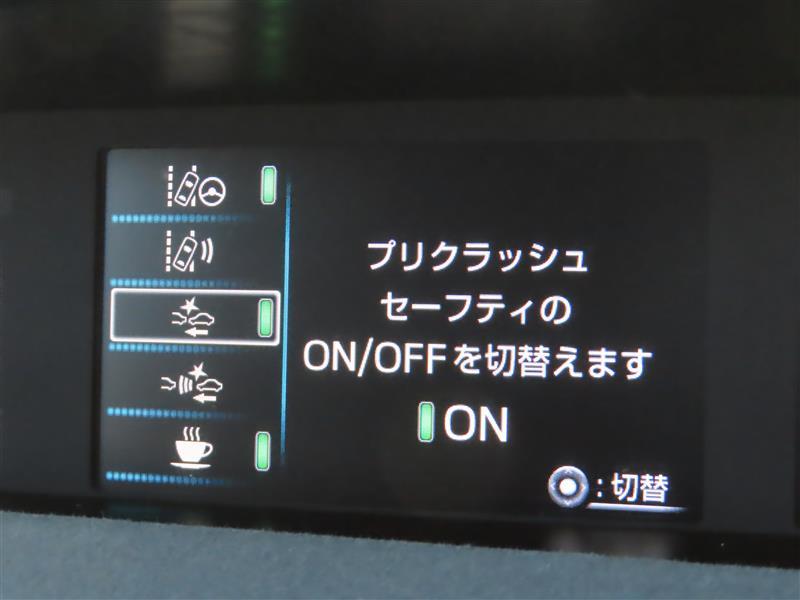 プリクラッシュ
セーフティの
ON/OFFを切替えます
ON
:切替